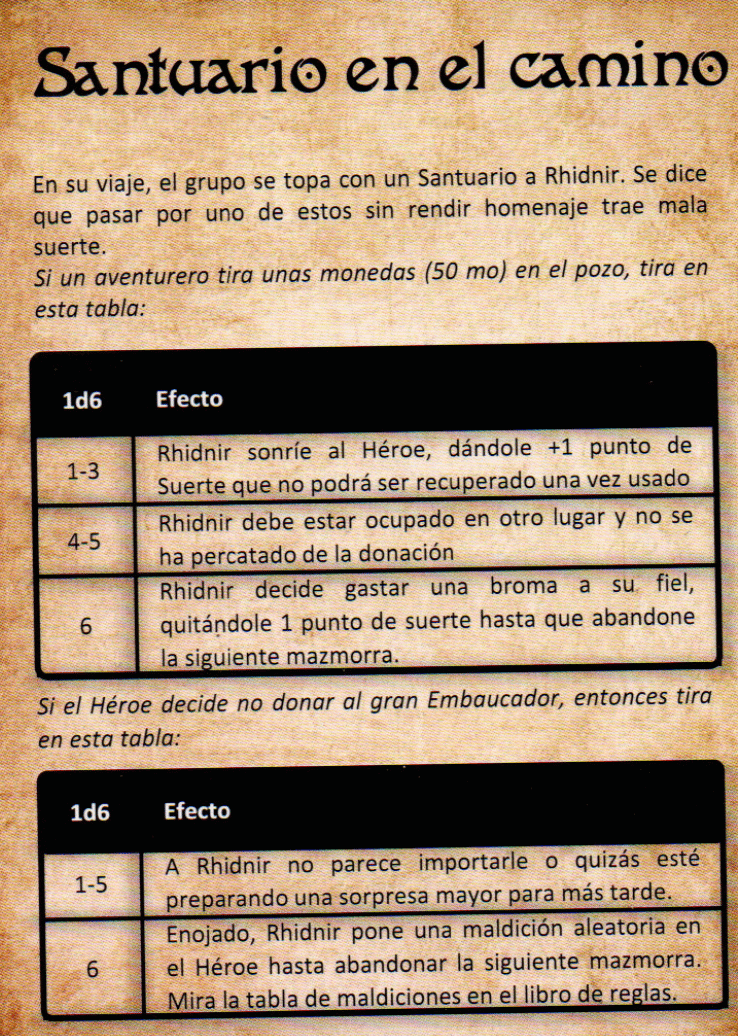 Santuario en el camino
En su viaje, el grupo se topa con un Santuario a Rhidnir. Se dice
que pasar por uno de estos sin rendir homenaje trae mala
suerte.
Si un aventurero tira unas monedas (50 mo) en el pozo, tira en
esta tabla:
1d6 Efecto
1-3
Rhidnir sonríe al Héroe, dándole +1 punto de
Suerte que no podrá ser recuperado una vez usado
4-5
Rhidnir debe estar ocupado en otro lugar y no se
ha percatado de la donación
6
Rhidnir decide gastar una broma a su fiel,
quitándole 1 punto de suerte hasta que abandone
la siguiente mazmorra.
Si el Héroe decide no donar al gran Embaucador, entonces tira
en esta tabla:
1d6 Efecto
1-5
A Rhidnir no parece importarle o quizás esté
preparando una sorpresa mayor para más tarde.
6
Enojado, Rhidnir pone una maldición aleatoria en
el Héroe hasta abandonar la siguiente mazmorra.
Mira la tabla de maldiciones en el libro de reglas.